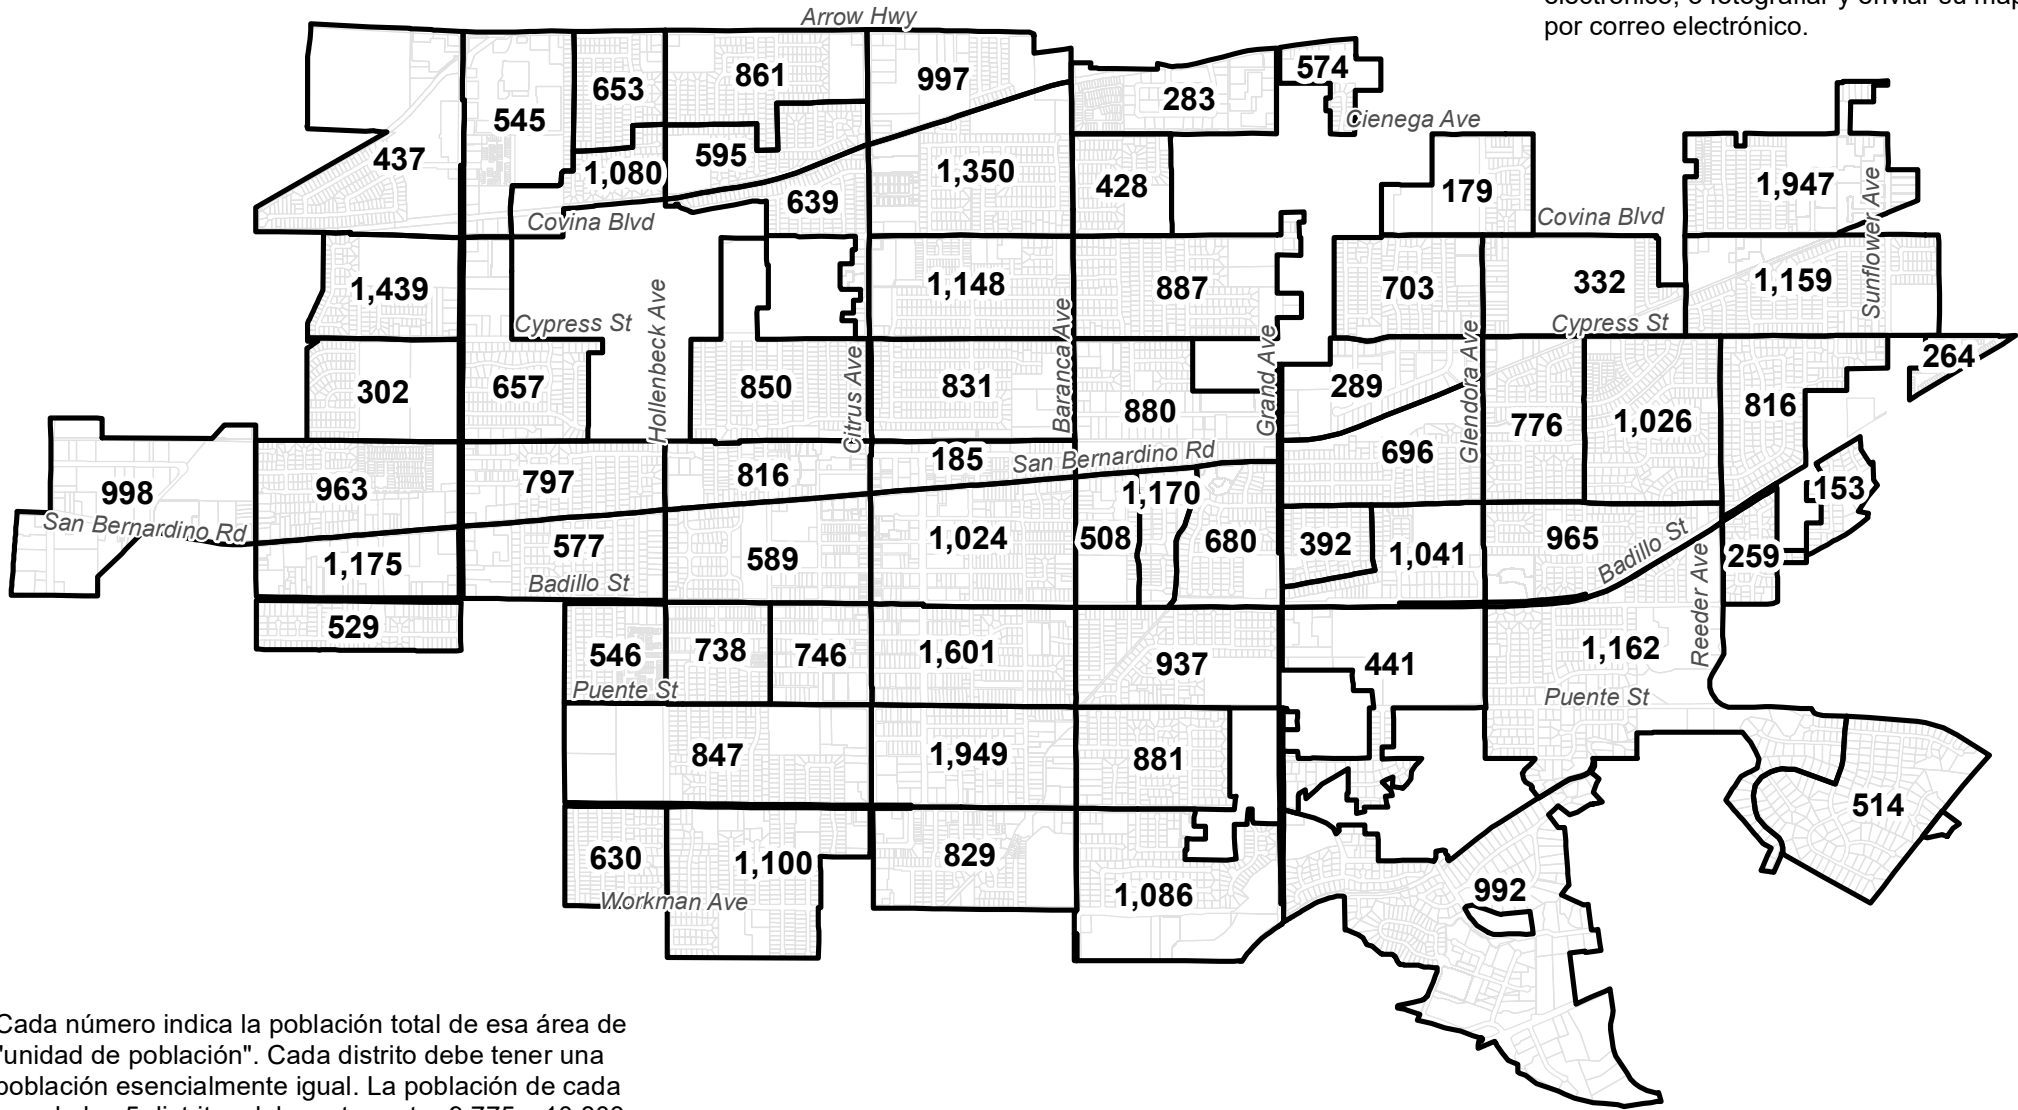 por correo electrónico.
Arrow Hwy
574
861
997
653
283
545
Cienega Ave
595
437
1,080
1,350
428
179
1,947
639
Sunflower Ave
Covina Blvd
Covina Blvd
1,439
1,148
887
703
332
1,159
Hollenbeck Ave
Cypress St
Baranca Ave
Cypress St
Citrus Ave
Grand Ave
Glendora Ave
264
302
657
850
831
880
289
776
1,026
816
696
185
San Bernardino Rd
998
963
797
816
1,170
153
San Bernardino Rd
1,175
577
589
1,024
508
680
392
1,041
965
Badillo St
259
Badillo St
Reeder Ave
529
546
738
746
1,601
937
441
1,162
Puente St
Puente St
847
1,949
881
514
630
1,100
829
1,086
992
Workman Ave
Cada número indica la población total de esa área de
"unidad de población". Cada distrito debe tener una
población esencialmente igual. La población de cada